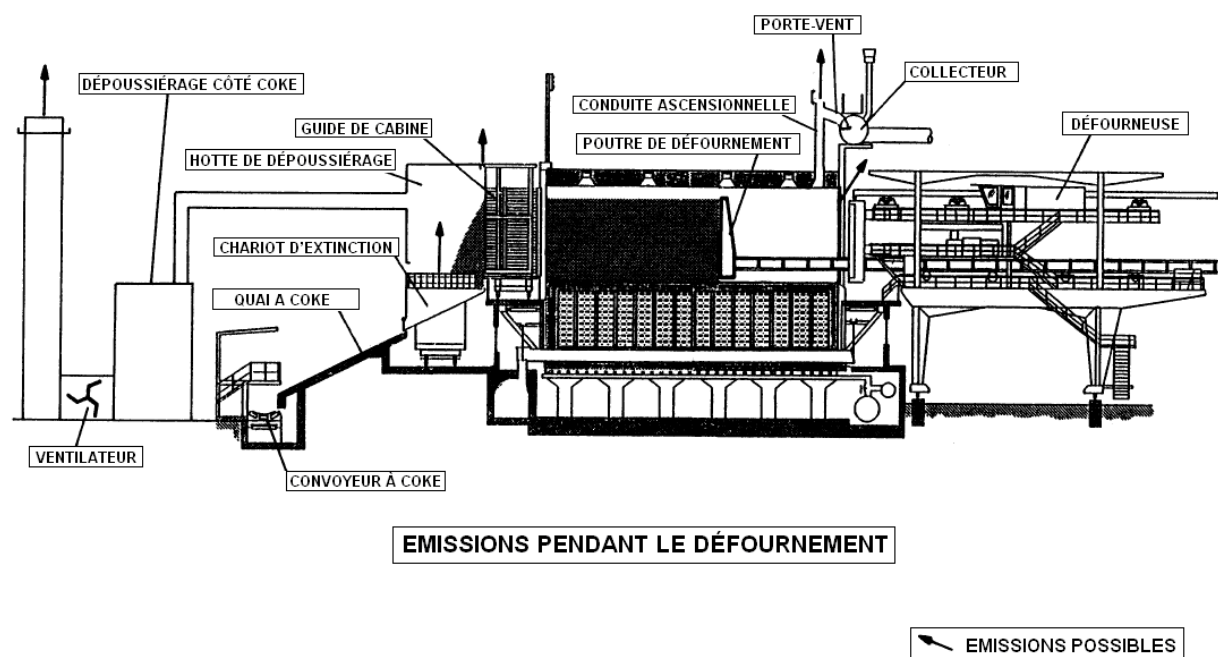 PORTE-VENT
COLLECTEUR
DÉPOUSSIÉRAGE CÔTÉ COKE
CONDUITE ASCENSIONNELLE
GUIDE DE CABINE
DÉFOURNEUSE
POUTRE DE DÉFOURNEMENT
HOTTE DE DÉPOUSSIÉRAGE
CHARIOT D'EXTINCTION
QUAI A COKE
VENTILATEUR
CONVOYEUR À COKE
EMISSIONS PENDANT LE DÉFOURNEMENT
EMISSIONS POSSIBLES